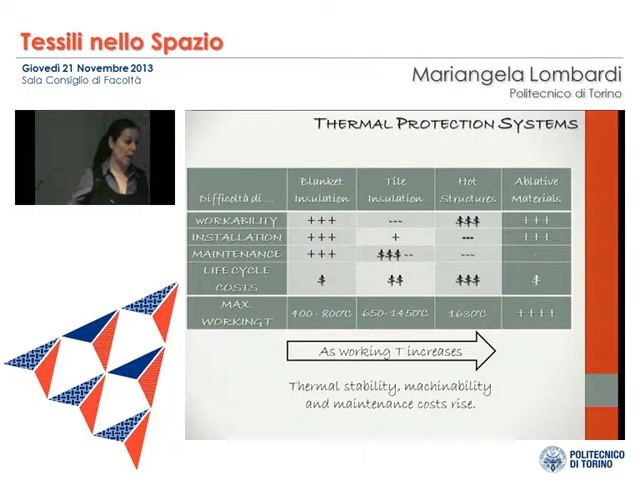 Tessili nello Spazio
Giovedì 21 Novembre 2013
Sala Consiglio di Facoltà
Mariangela Lombardi
Politecnico di Torino
THERMAL PROTECTION SYSTEMS
Difficoltà di ... Blanket Insulation Tile Insulation Hot Structures Ablative Materials
WORKABILITY +++ --- $$$ +++
INSTALLATION +++ + --- +++
MAINTENANCE +++ $$$-- --- -
LIFE CYCLE COSTS $ $$ $$$ $
MAX. WORKING T 400 - 800°C 650-1450°C 1630°C ++++
As working T increases
Thermal stability, machinability
and maintenance costs rise.
POLITECNICO
DI TORINO